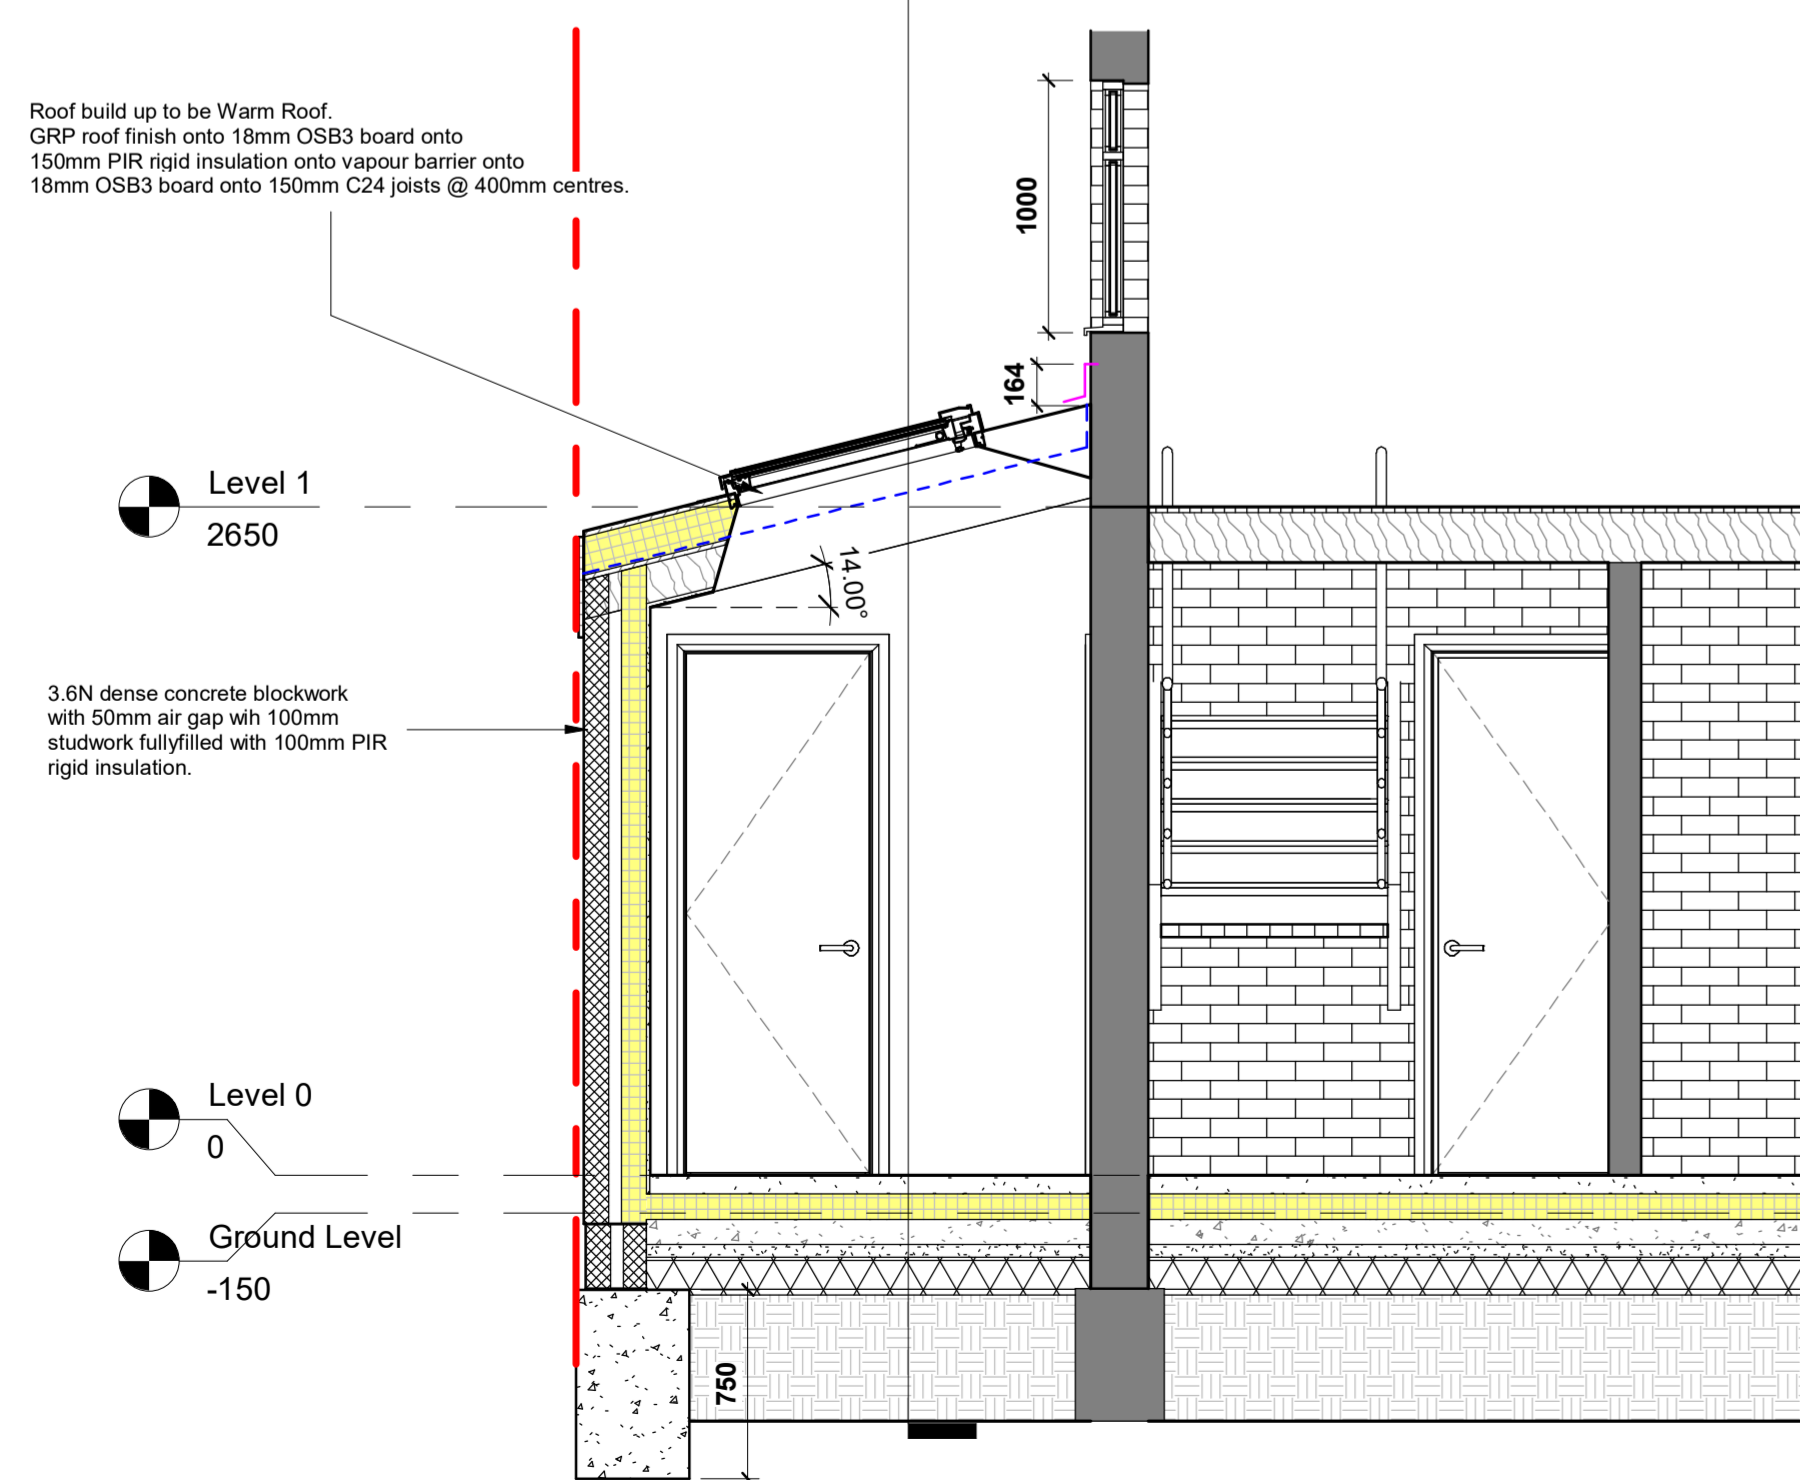 Roof build up to be Warm Roof.
GRP roof finish onto 18mm OSB3 board onto
150mm PIR rigid insulation onto vapour barrier onto
18mm OSB3 board onto 150mm C24 joists @ 400mm centres.
1000
164
Level 1
2650
14.00°
3.6N dense concrete blockwork
with 50mm air gap wih 100mm
studwork fullyfilled with 100mm PIR
rigid insulation.
Level 0
0
Ground Level
-150
750